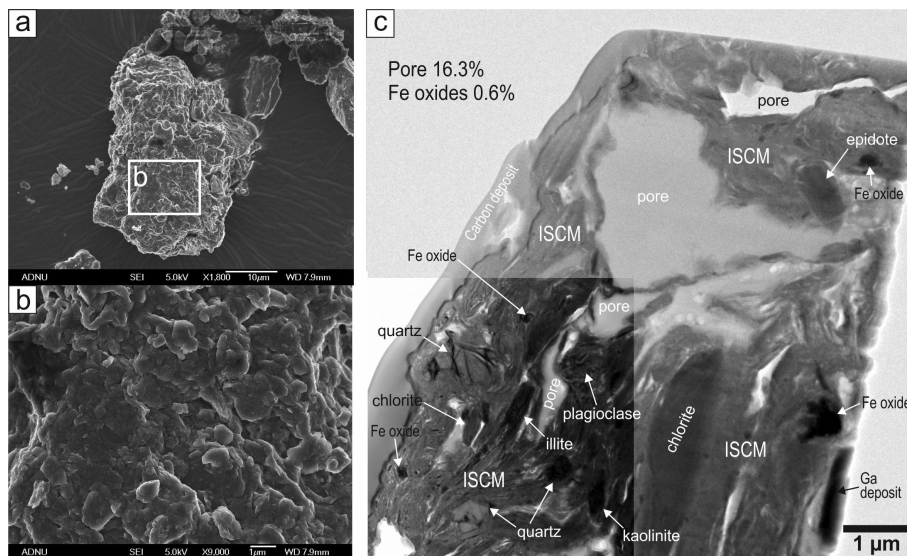 a
b
ADNU SEI 5.0kV X1,800 10µm WD 7.9mm
b
ADNU SEI 5.0kV X9,000 1µm WD 7.9mm
c
Pore 16.3%
Fe oxides 0.6%
pore
ISCM
epidote
Fe oxide
pore
Carbon deposit
ISCM
Fe oxide
pore
quartz
pore
plagioclase
chlorite
illite
Fe oxide
chlorite
Fe oxide
ISCM
ISCM
quartz
kaolinite
Ga
deposit
1 µm